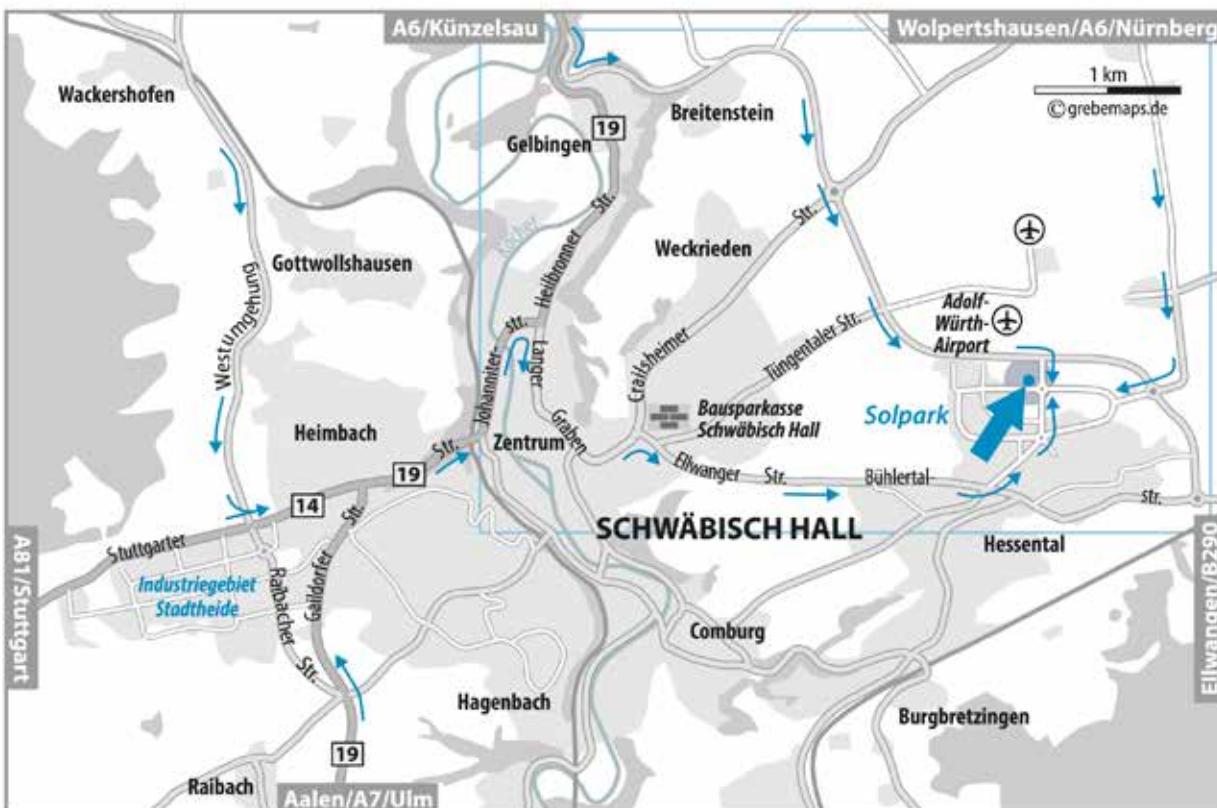 A6/Künzelsau
Wolpertshausen/A6/Nürnberg
Wackershofen
1 km
© grebemaps.de
Breitenstein
19
Gelbingen
Str.
Kocher
Heilbronner
Weckrieden
Str.
Gottwollshausen
Westumgehung
Adolf-
Würth-
Airport
Tüngentaler Str.
Crailsheimer
str.
Johanniter-
Langer
Graben
Bausparkasse
Schwäbisch Hall
Solpark
Heimbach
Str.
Zentrum
Ellwanger
Str.
Bühlertal-
str.
19
14
Stuttgarter
Str.
SCHWÄBISCH HALL
Hessental
A81/Stuttgart
Ellwangen/B290
Industriegebiet
Stadtheide
Raibacher
Str.
Gaildorfer
Comburg
Hagenbach
Burgbretzingen
19
Raibach
Aalen/A7/Ulm